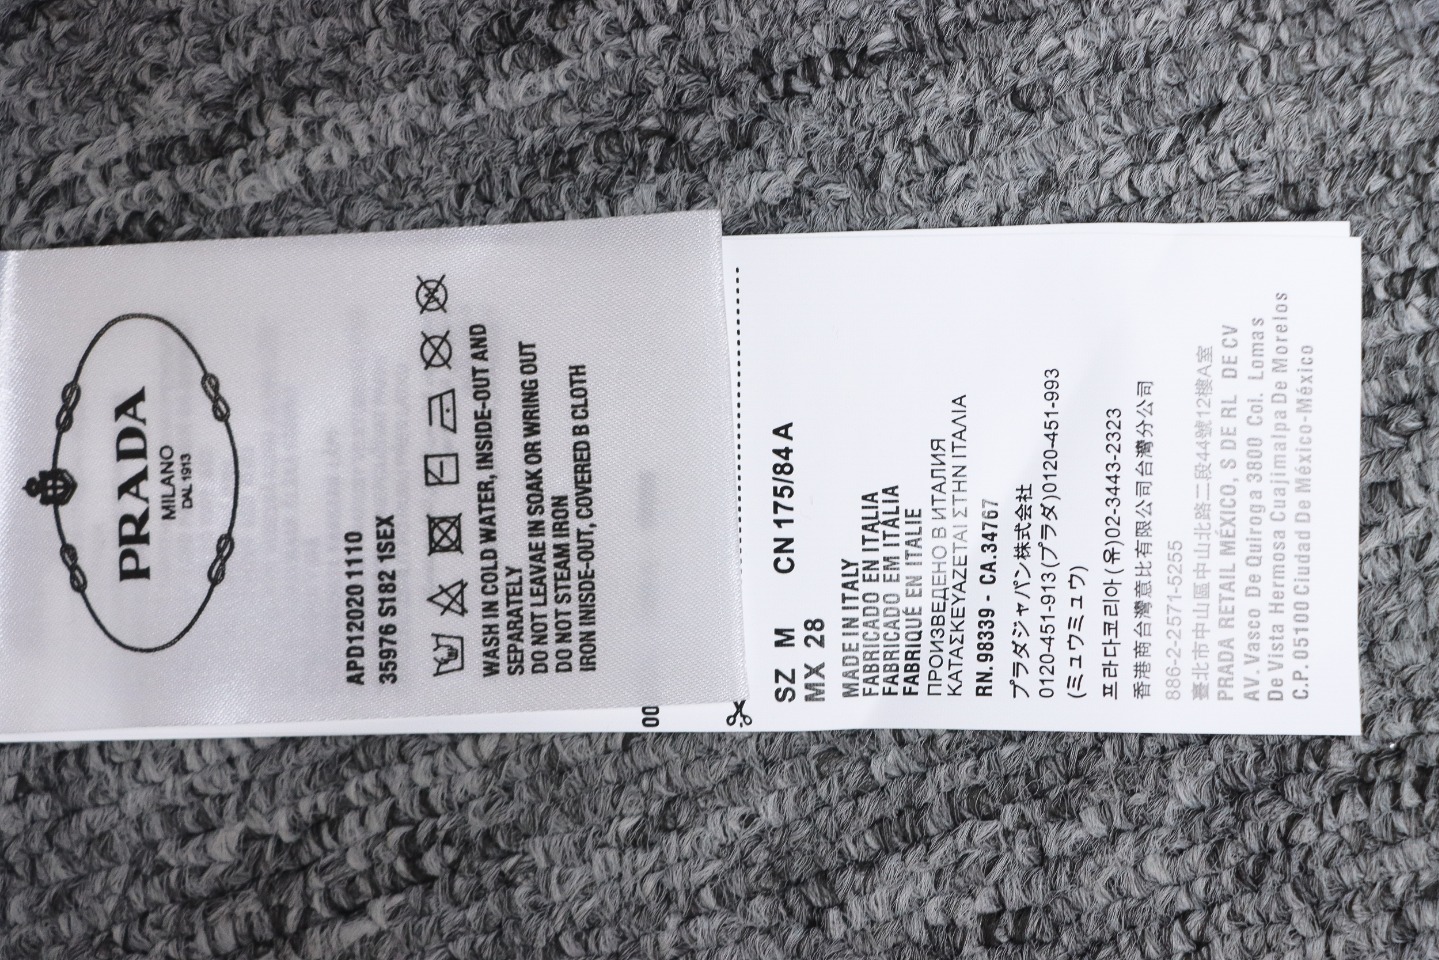 PRADA
MILANO
DAL 1913
APD112020 1110
35976 S182 1SEX
WASH IN COLD WATER, INSIDE-OUT AND
SEPARATELY
DO NOT LEAVAE IN SOAK OR WRING OUT
DO NOT STEAM IRON
IRON INISDE-OUT, COVERED B CLOTH
00
SZ M CN 175/84 A
MX 28
MADE IN ITALY
FABRICADO EN ITALIA
FABRICADO EM ITÁLIA
FABRIQUÉ EN ITALIE
ПРОИЗВЕДЕНО В ИТАЛИЯ
ΚΑΤΑΣΚΕΥΑΖΕΤΑΙ ΣΤΗΝ ΙΤΑΛΙΑ
RN. 98339 - CA.34767
プラダジャパン株式会社
0120-451-913(プラダ)0120-451-993
(ミュウミュウ)
프라다코리아(유)02-3443-2323
香港商台灣意比有限公司台灣分公司
886-2-2571-5255
臺北市中山區中山北路二段44號12樓A室
PRADA RETAIL MÉXICO, S DE RL DE CV
AV. Vasco De Quiroga 3800 Col. Lomas
De Vista Hermosa Cuajimalpa De Morelos
C.P. 05100 Ciudad De México-México